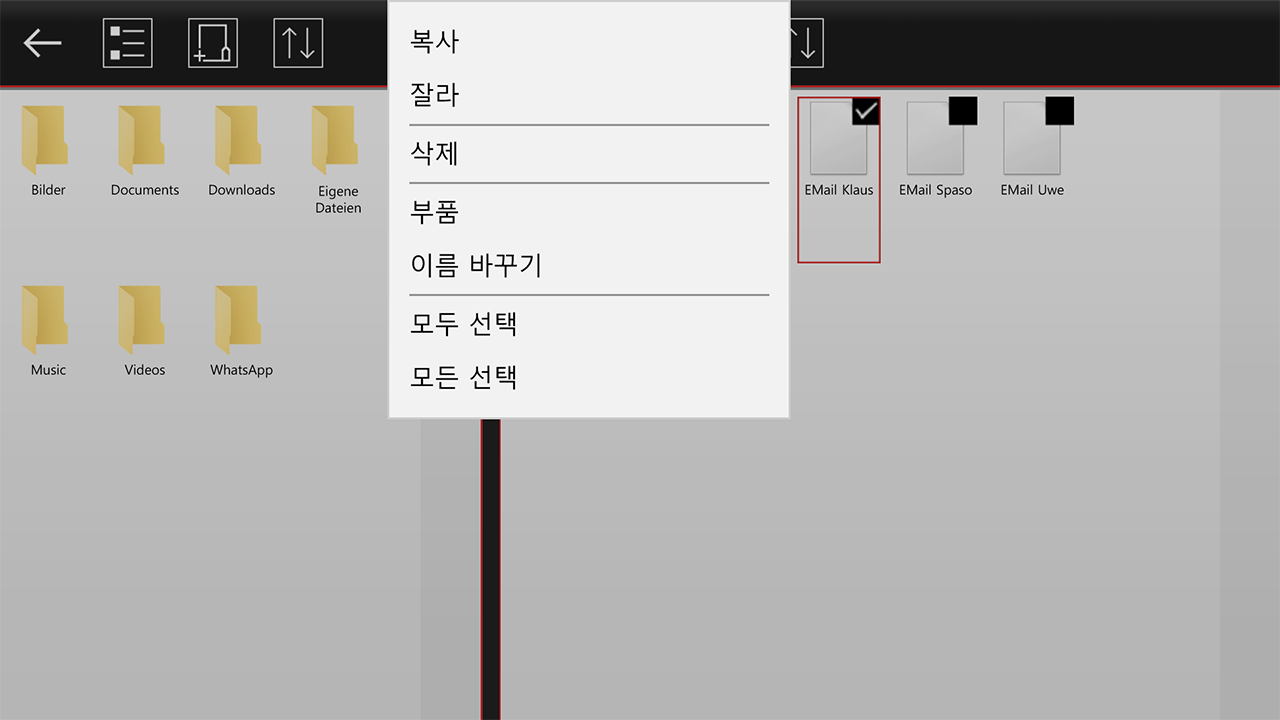 복사
잘라
삭제
부품
이름 바꾸기
모두 선택
모든 선택
Bilder
Documents
Downloads
Eigene
Dateien
Music
Videos
WhatsApp
EMail Klaus
EMail Spaso
EMail Uwe